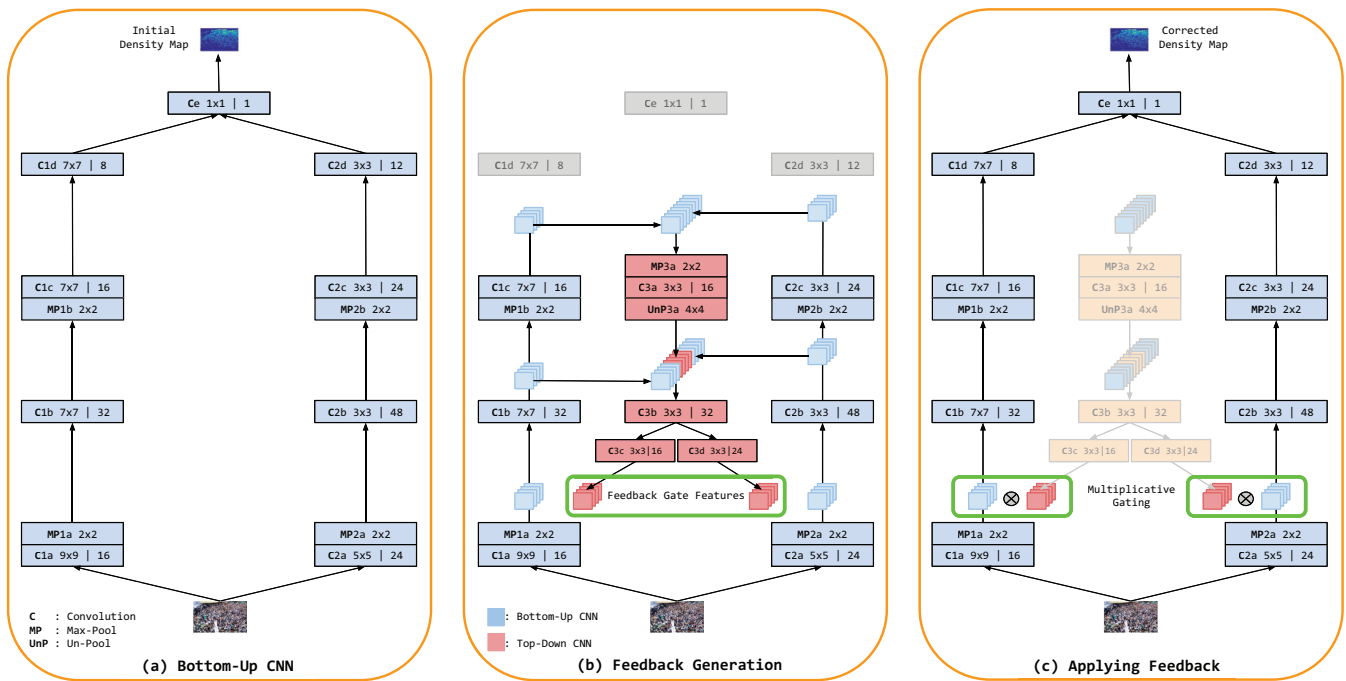 Initial
Density Map
Ce 1x1 | 1
C1d 7x7 | 8
C2d 3x3 | 12
C1c 7x7 | 16
MP1b 2x2
C2c 3x3 | 24
MP2b 2x2
C1b 7x7 | 32
C2b 3x3 | 48
MP1a 2x2
C1a 9x9 | 16
MP2a 2x2
C2a 5x5 | 24
C : Convolution
MP : Max-Pool
UnP : Un-Pool
(a) Bottom-Up CNN
Ce 1x1 | 1
C1d 7x7 | 8
C2d 3x3 | 12
MP3a 2x2
C3a 3x3 | 16
UnP3a 4x4
C1c 7x7 | 16
MP1b 2x2
C2c 3x3 | 24
MP2b 2x2
C1b 7x7 | 32
C3b 3x3 | 32
C2b 3x3 | 48
C3c 3x3|16
C3d 3x3|24
Feedback Gate Features
MP1a 2x2
C1a 9x9 | 16
MP2a 2x2
C2a 5x5 | 24
: Bottom-Up CNN
: Top-Down CNN
(b) Feedback Generation
Corrected
Density Map
Ce 1x1 | 1
C1d 7x7 | 8
C2d 3x3 | 12
MP3a 2x2
C3a 3x3 | 16
UnP3a 4x4
C1c 7x7 | 16
MP1b 2x2
C2c 3x3 | 24
MP2b 2x2
C1b 7x7 | 32
C3b 3x3 | 32
C2b 3x3 | 48
C3c 3x3|16
C3d 3x3|24
Multiplicative
Gating
MP1a 2x2
C1a 9x9 | 16
MP2a 2x2
C2a 5x5 | 24
(c) Applying Feedback